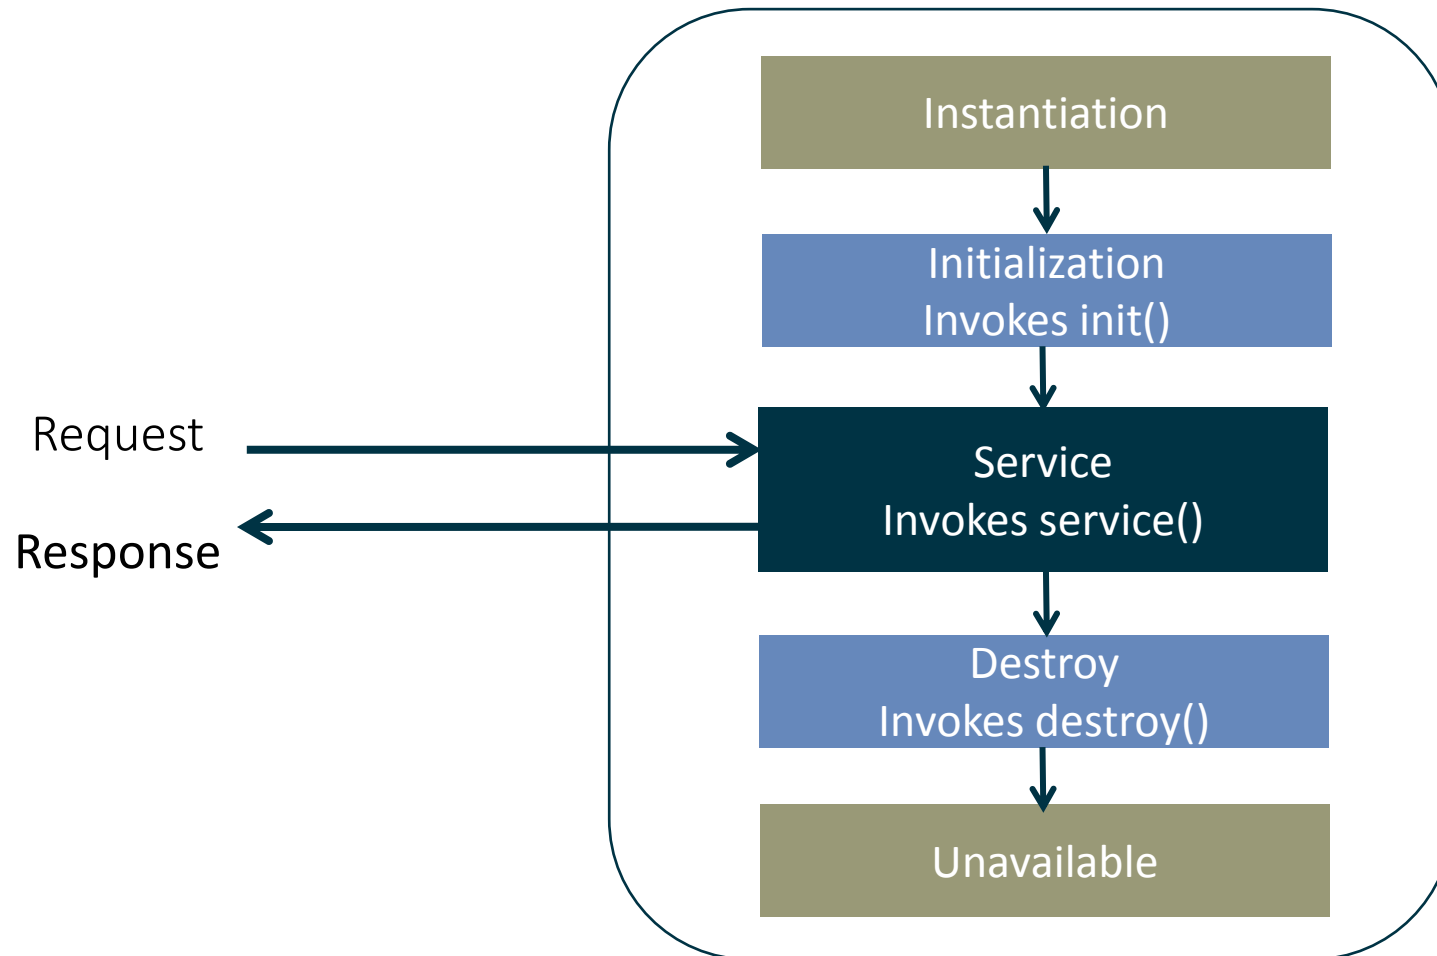 Instantiation
Initialization
Invokes init()
Request
Response
Service
Invokes service()
Destroy
Invokes destroy()
Unavailable